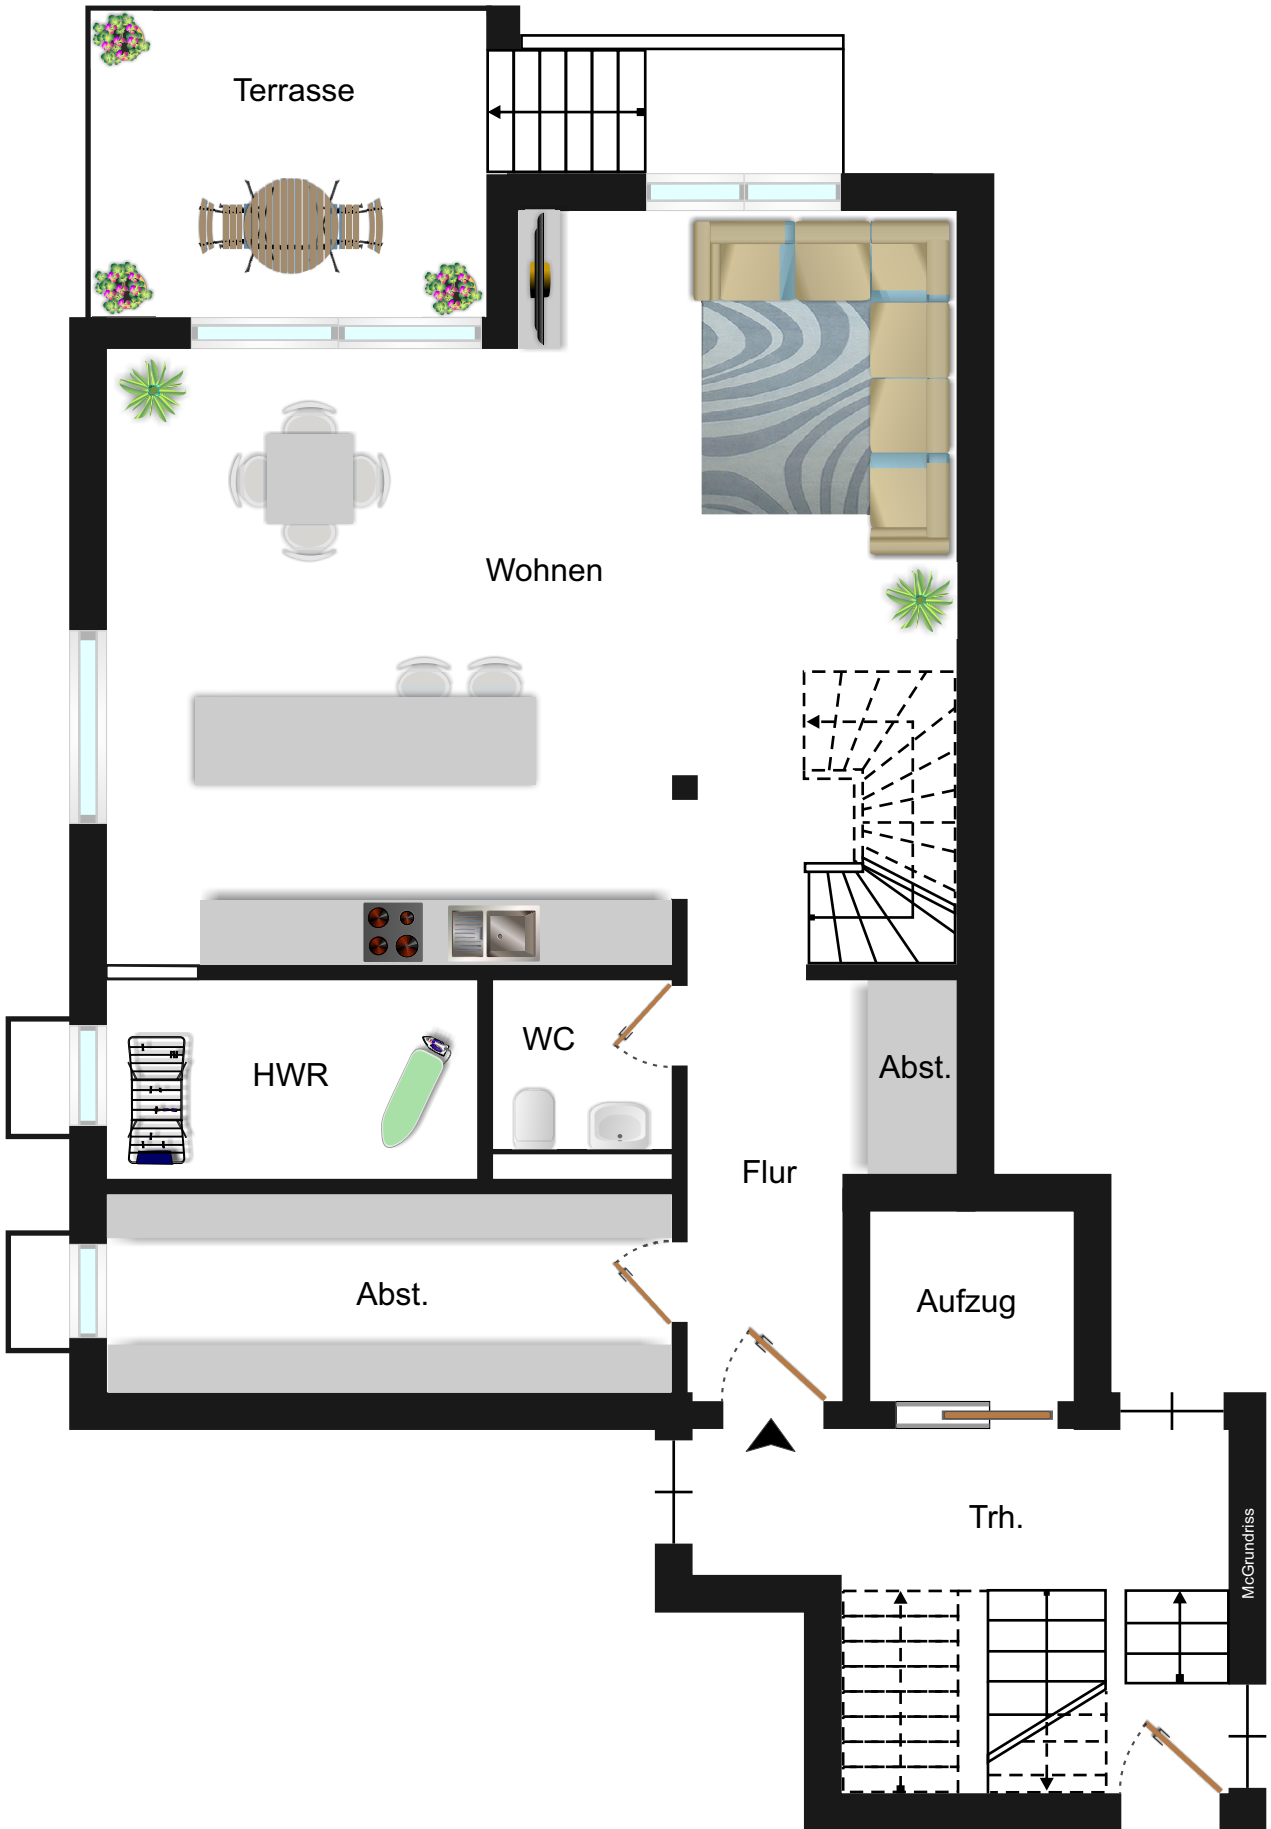 Terrasse
Wohnen
WC
HWR
Abst.
Flur
Abst.
Aufzug
Trh.
McGrundriss